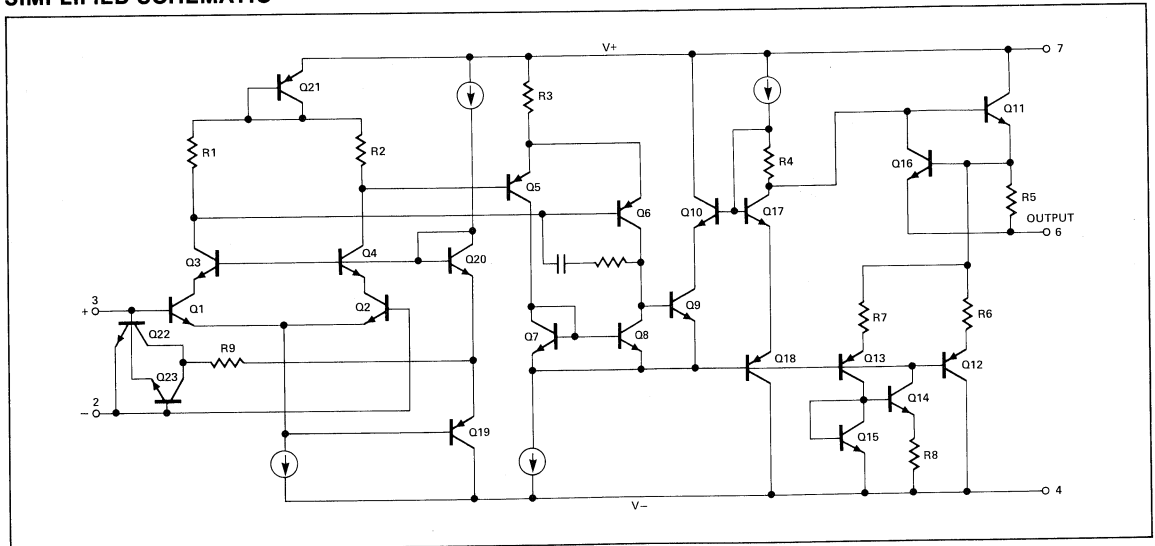 SIMPLIFIED SCHEMATIC
V+
7
Q21
R3
Q11
R1
R2
R4
Q16
Q5
R5
Q6
Q10
Q17
OUTPUT
6
Q3
Q4
Q20
3
+
Q1
Q2
Q9
R7
R6
Q22
Q7
Q8
R9
Q18
Q13
Q12
Q23
Q14
2
−
Q19
Q15
R8
4
V−